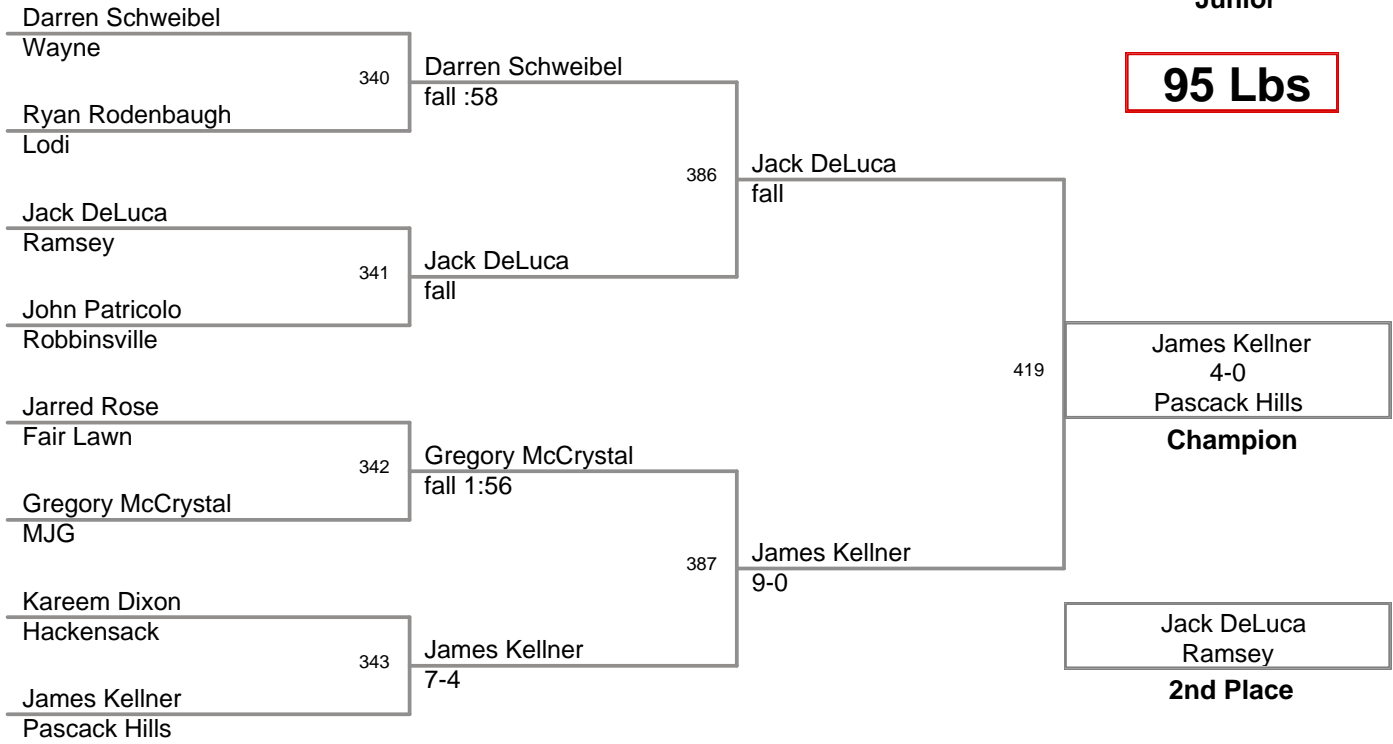 Junior
95 Lbs
Darren Schweibel
Wayne
340
Ryan Rodenbaugh
Lodi
Jack DeLuca
Ramsey
341
John Patricolo
Robbinsville
Jarred Rose
Fair Lawn
342
Gregory McCrystal
MJG
Kareem Dixon
Hackensack
343
James Kellner
Pascack Hills
Darren Schweibel
fall :58
386
Jack DeLuca
fall
Gregory McCrystal
fall 1:56
387
James Kellner
7-4
Jack DeLuca
fall
419
James Kellner
9-0
James Kellner
4-0
Pascack Hills
Champion
Jack DeLuca
Ramsey
2nd Place